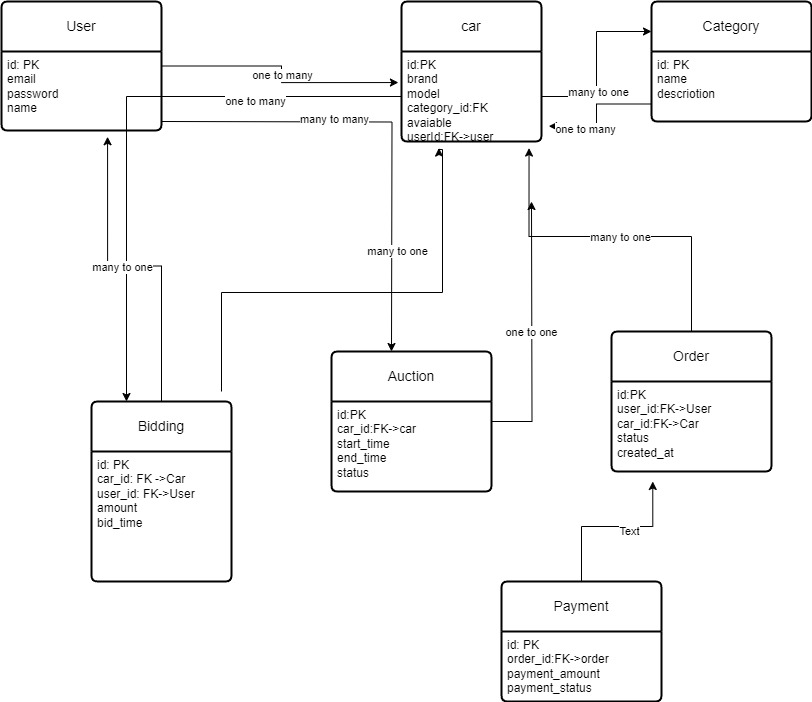 User
id: PK
email
password
name
car
id:PK
brand
model
category_id:FK
avaiable
userId:FK->user
Category
id: PK
name
descriotion
one to many
one to many
many to many
many to one
one to many
many to one
many to one
many to one
one to one
Bidding
id: PK
car_id: FK ->Car
user_id: FK->User
amount
bid_time
Auction
id:PK
car_id:FK->car
start_time
end_time
status
Order
id:PK
user_id:FK->User
car_id:FK->Car
status
created_at
Text
Payment
id: PK
order_id:FK->order
payment_amount
payment_status